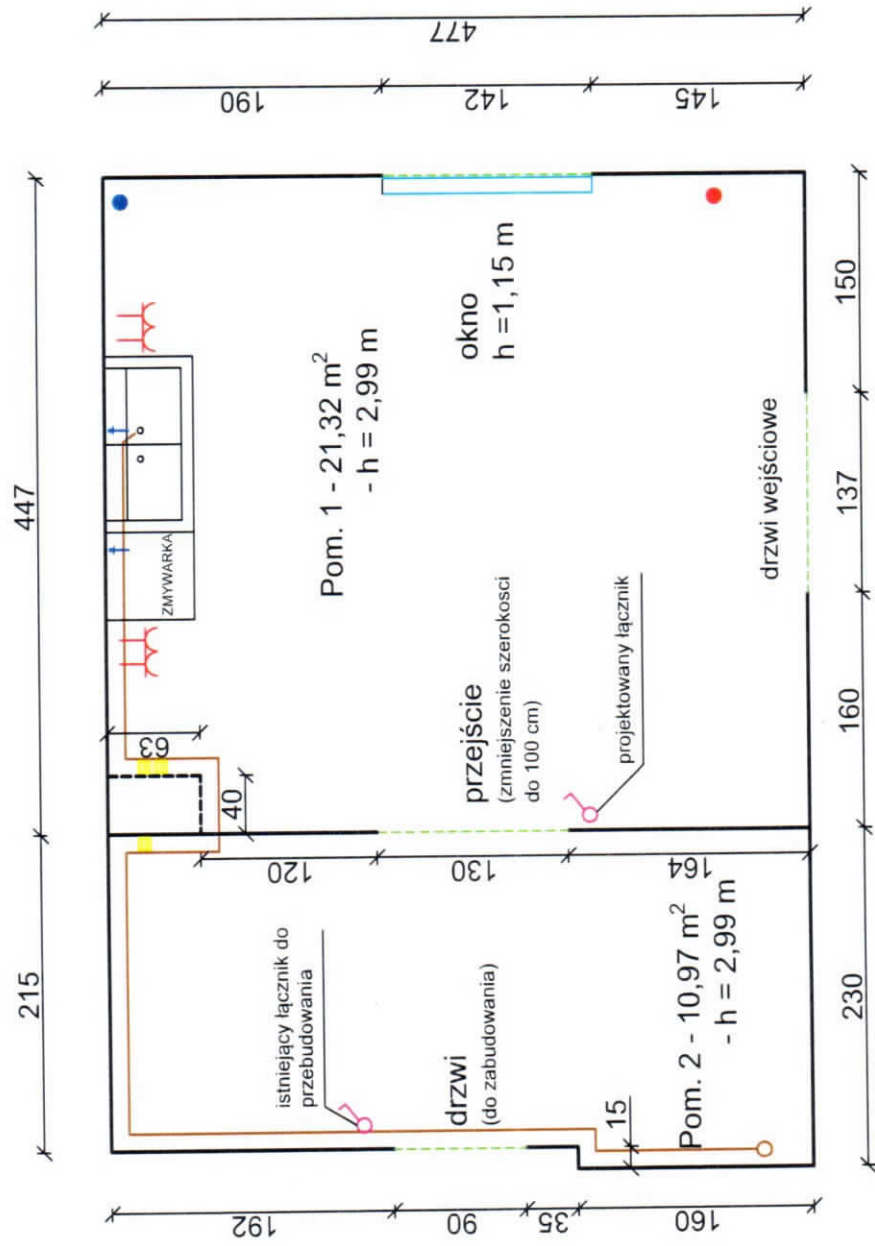 477
190
142
145
447
215
ZMYWARKA
63
40
Pom. 1 - 21,32 m²
- h = 2,99 m
okno
h =1,15 m
przejście
(zmniejszenie szerokosci
do 100 cm)
projektowany łącznik
drzwi wejściowe
150
137
160
230
120
130
164
istniejący łącznik do
przebudowania
drzwi
(do zabudowania)
Pom. 2 - 10,97 m²
- h = 2,99 m
15
192
90
35
160